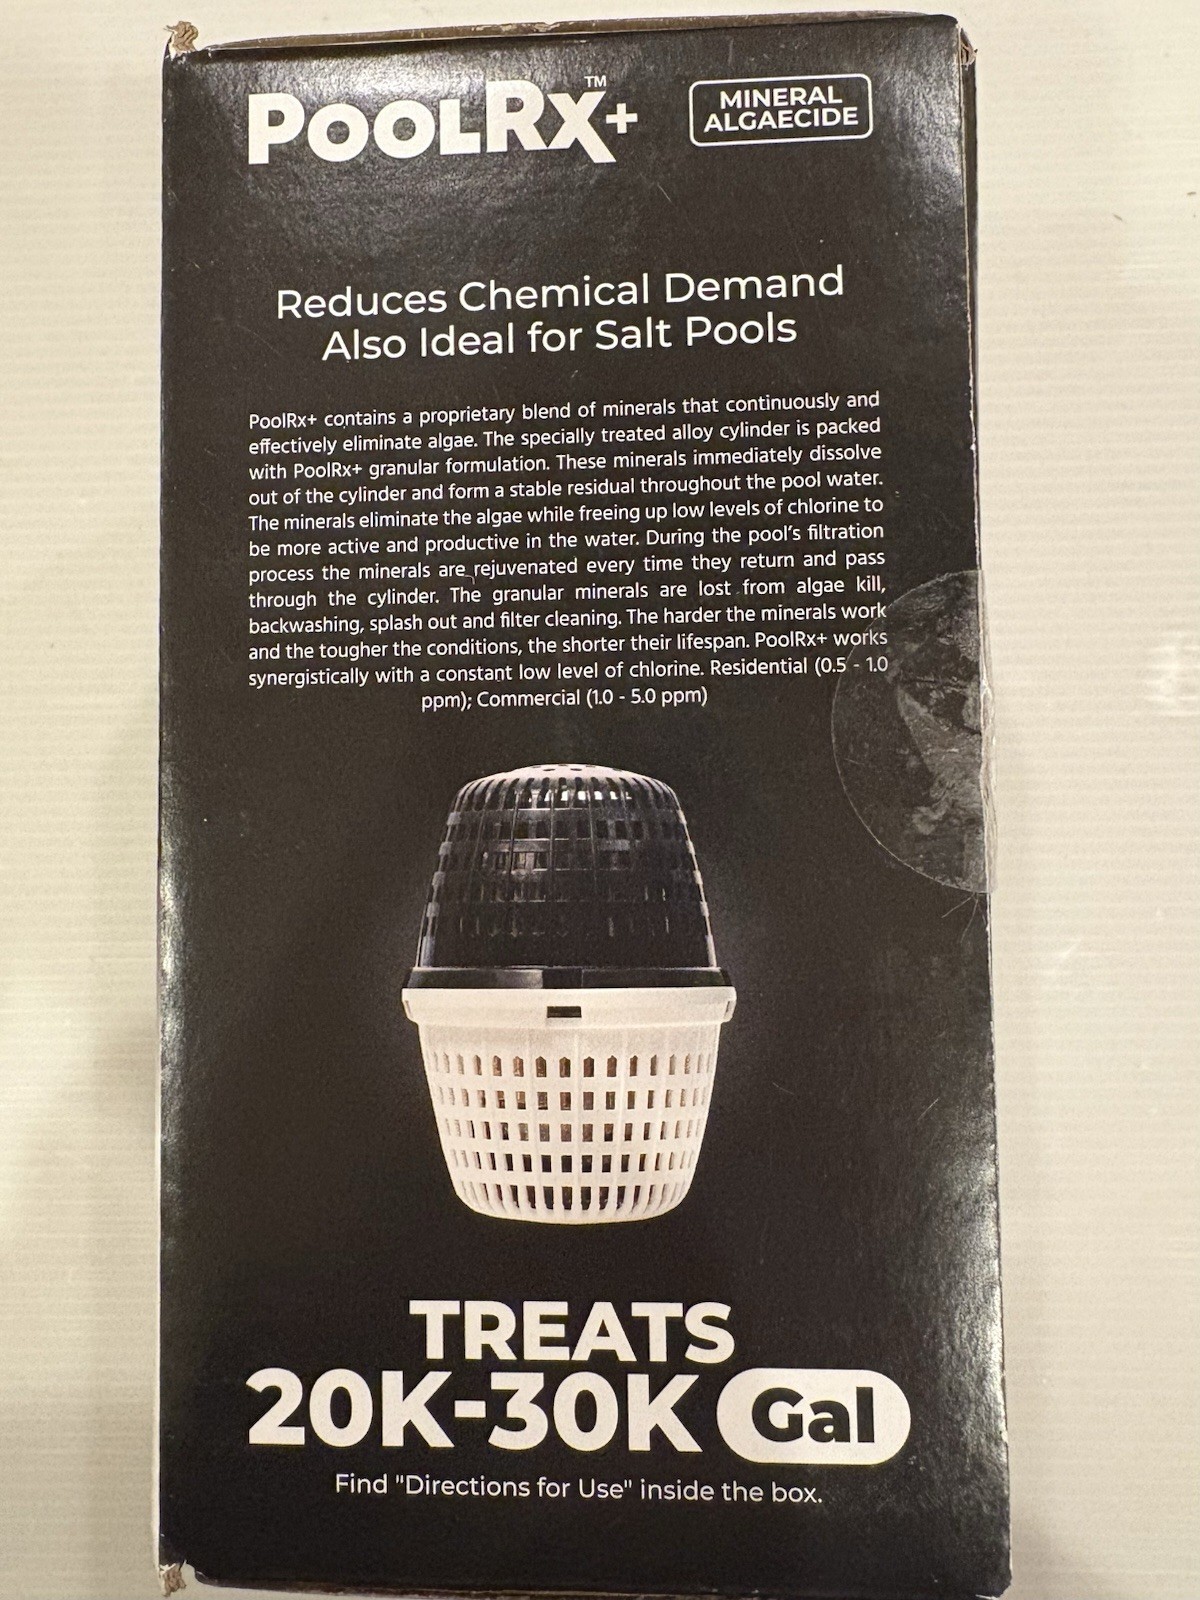 POOLRX™+
MINERAL
ALGAECIDE
Reduces Chemical Demand
Also Ideal for Salt Pools
PoolRx+ contains a proprietary blend of minerals that continuously and
effectively eliminate algae. The specially treated alloy cylinder is packed
with PoolRx+ granular formulation. These minerals immediately dissolve
out of the cylinder and form a stable residual throughout the pool water.
The minerals eliminate the algae while freeing up low levels of chlorine to
be more active and productive in the water. During the pool's filtration
process the minerals are rejuvenated every time they return and pass
through the cylinder. The granular minerals are lost from algae kill,
backwashing, splash out and filter cleaning. The harder the minerals work
and the tougher the conditions, the shorter their lifespan. PoolRx+ works
synergistically with a constant low level of chlorine. Residential (0.5 - 1.0
ppm); Commercial (1.0 - 5.0 ppm)
TREATS
20K-30K Gal
Find "Directions for Use" inside the box.